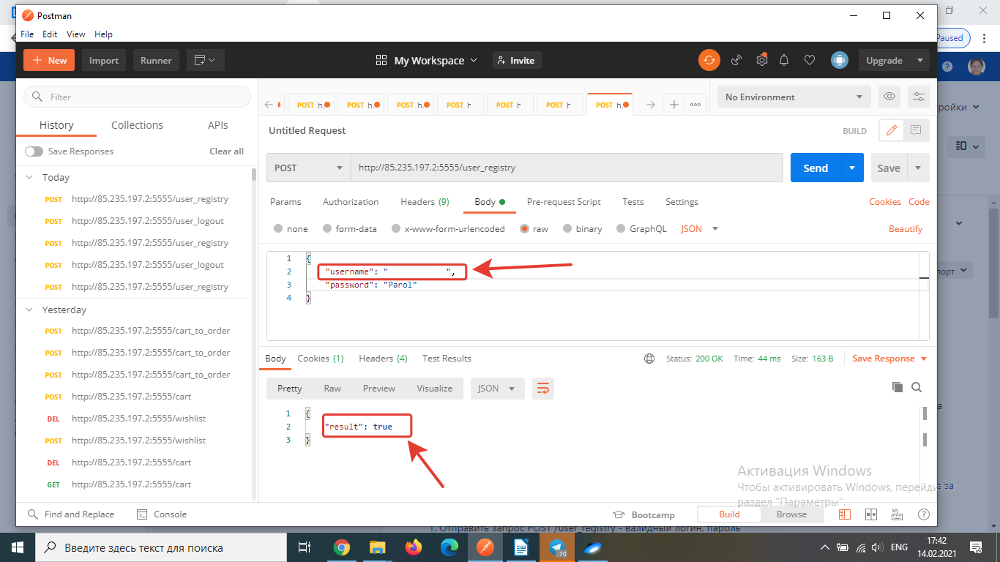 Postman
File Edit View Help
Paused
New Import Runner My Workspace Invite Upgrade
Filter
POST h. POST h. POST h. POST h POST h POST h POST h.
No Environment
History Collections APIs
Untitled Request BUILD
Save Responses Clear all
POST http://85.235.197.2:5555/user_registry Send Save
Today
POST http://85.235.197.2:5555/user_registry
POST http://85.235.197.2:5555/user_logout
POST http://85.235.197.2:5555/user_registry
POST http://85.235.197.2:5555/user_logout
POST http://85.235.197.2:5555/user_registry
Yesterday
POST http://85.235.197.2:5555/cart_to_order
POST http://85.235.197.2:5555/cart_to_order
POST http://85.235.197.2:5555/cart_to_order
POST http://85.235.197.2:5555/cart
DEL http://85.235.197.2:5555/wishlist
POST http://85.235.197.2:5555/wishlist
DEL http://85.235.197.2:5555/cart
GET http://85.235.197.2:5555/cart
Params Authorization Headers (9) Body Pre-request Script Tests Settings Cookies Code
none form-data x-www-form-urlencoded raw binary GraphQL JSON Beautify
1 {
2 "username": " ",
3 "password": "Parol"
4 }
Body Cookies (1) Headers (4) Test Results Status: 200 OK Time: 44 ms Size: 163 B Save Response
Pretty Raw Preview Visualize JSON
1 {
2 "result": true
3 }
Активация Windows
Чтобы активировать Windows, перейдите в
раздел "Параметры".
Find and Replace Console Bootcamp Build Browse
1. Отправить запрос POST /user_registry - валидный логин, пароль
Введите здесь текст для поиска
.70
ENG
17:42
14.02.2021